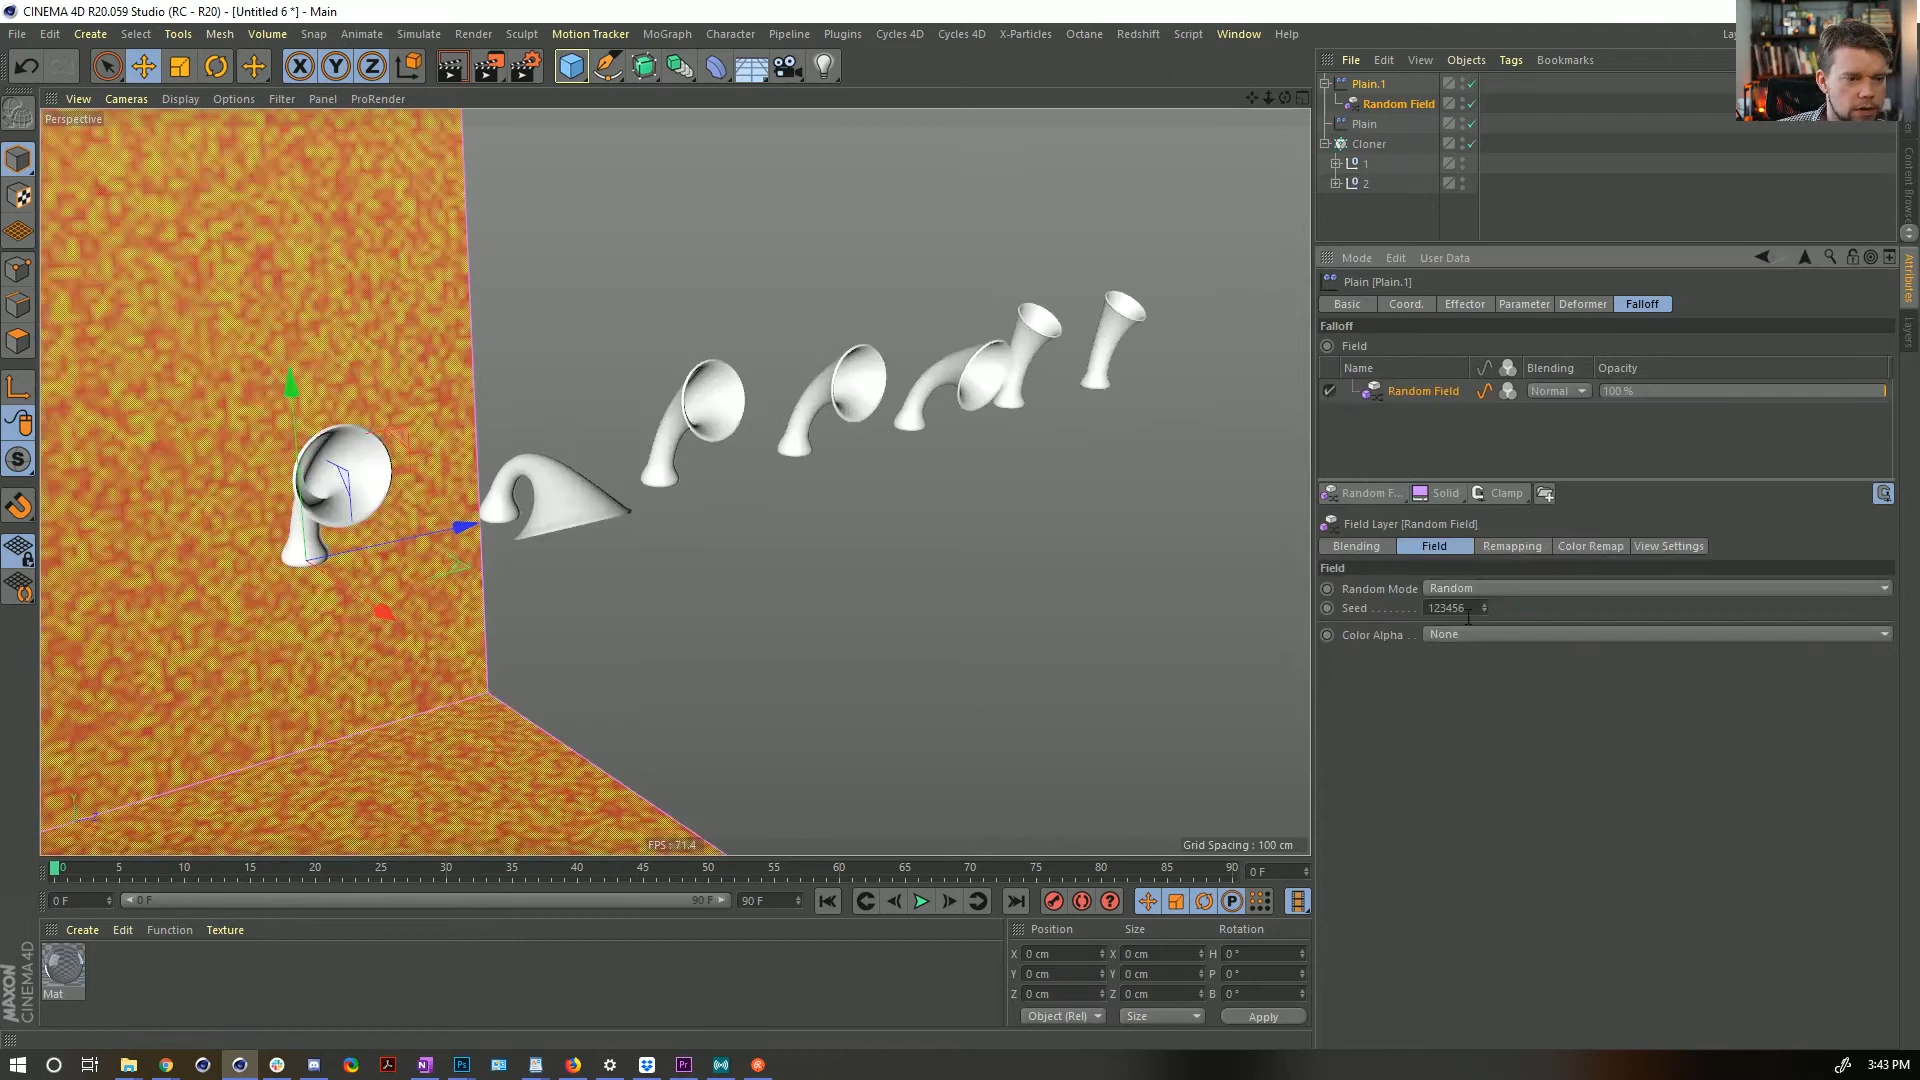 CINEMA 4D R20.059 Studio (RC - R20) - [Untitled 6 *] - Main
File Edit Create Select Tools Mesh Volume Snap Animate Simulate Render Sculpt Motion Tracker MoGraph Character Pipeline Plugins Cycles 4D Cycles 4D X-Particles Octane Redshift Script Window Help
X Y Z
File Edit View Objects Tags Bookmarks
View Cameras Display Options Filter Panel ProRender
Perspective
Plain.1
Random Field
Plain
Cloner
1
2
Content Browser
Mode Edit User Data
Plain [Plain.1]
Basic Coord. Effector Parameter Deformer Falloff
Attributes
Layers
Falloff
Field
Name Blending Opacity
Random Field Normal 100 %
Random F... Solid Clamp
Field Layer [Random Field]
Blending Field Remapping Color Remap View Settings
Field
Random Mode Random
Seed . . . . . . . . 123456
Color Alpha . . None
FPS : 71.4
Grid Spacing : 100 cm
0 5 10 15 20 25 30 35 40 45 50 55 60 65 70 75 80 85 90 0 F
0 F 0 F 90 F 90 F
Create Edit Function Texture
Mat
MAXON CINEMA 4D
Position Size Rotation
X 0 cm X 0 cm H 0 °
Y 0 cm Y 0 cm P 0 °
Z 0 cm Z 0 cm B 0 °
Object (Rel) Size Apply
3:43 PM